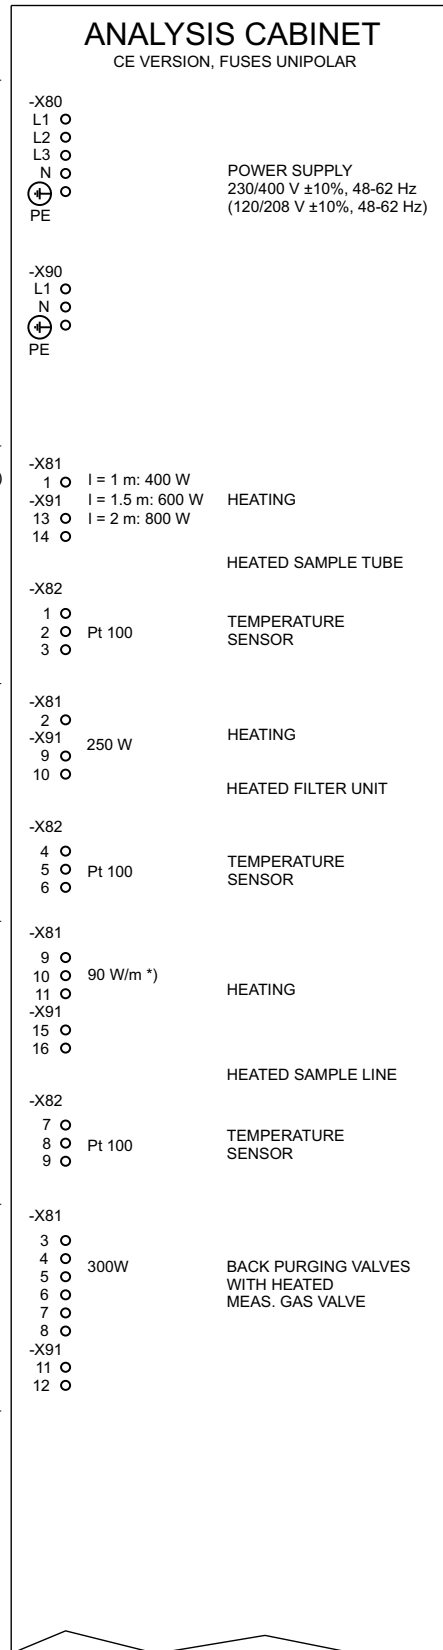 ANALYSIS CABINET
CE VERSION, FUSES UNIPOLAR
-X80
L1
L2
L3
N
PE
POWER SUPPLY
230/400 V ±10%, 48-62 Hz
(120/208 V ±10%, 48-62 Hz)
-X90
L1
N
PE
)
-X81
1 l = 1 m: 400 W
-X91 l = 1.5 m: 600 W HEATING
13 l = 2 m: 800 W
14
HEATED SAMPLE TUBE
-X82
1
2 Pt 100
3
TEMPERATURE
SENSOR
-X81
2
-X91
9
10
250 W
HEATING
HEATED FILTER UNIT
-X82
4
5 Pt 100
6
TEMPERATURE
SENSOR
-X81
9
10 90 W/m *)
11
-X91
15
16
HEATING
HEATED SAMPLE LINE
-X82
7
8 Pt 100
9
TEMPERATURE
SENSOR
-X81
3
4
5
6
7
8
-X91
11
12
300W
BACK PURGING VALVES
WITH HEATED
MEAS. GAS VALVE